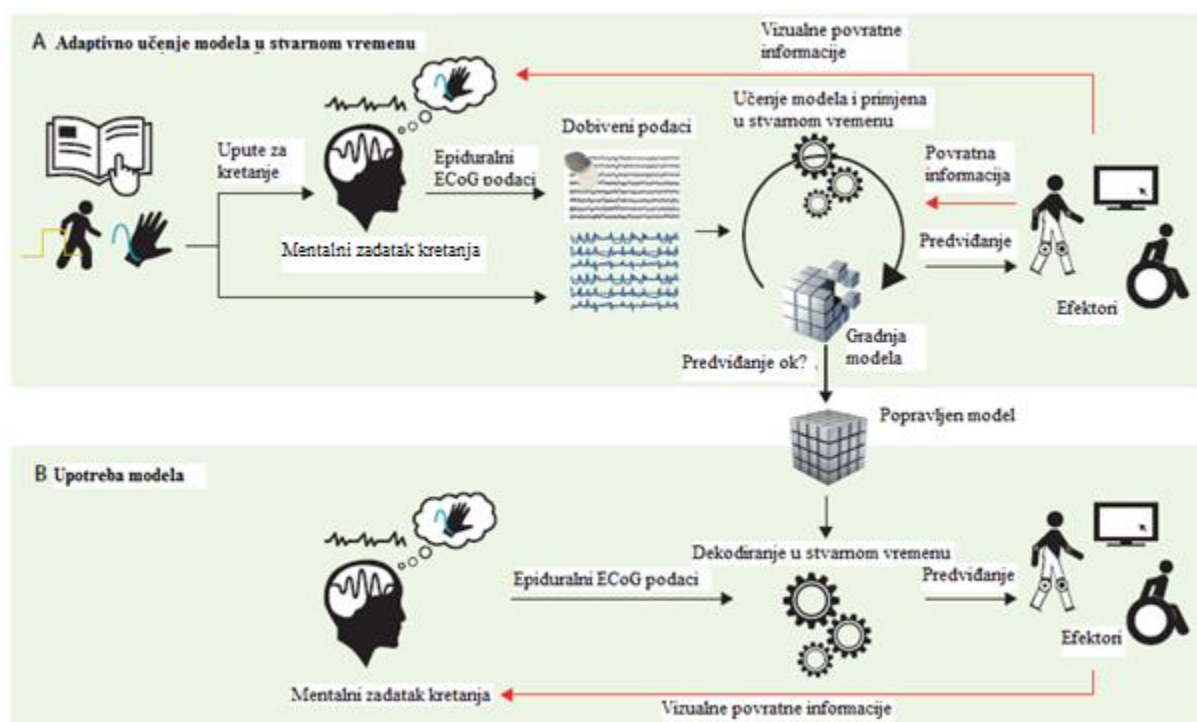 A Adaptivno učenje modela u stvarnom vremenu
Vizualne povratne
informacije
Upute za
kretanje
Epiduralni
ECoG podaci
Mentalni zadatak kretanja
Dobiveni podaci
Učenje modela i primjena
u stvarnom vremenu
Povratna
informacija
Predviđanje
Efektori
Gradnja
modela
Predviđanje ok?
Popravljen model
B Upotreba modela
Mentalni zadatak kretanja
Epiduralni ECoG podaci
Dekodiranje u stvarnom vremenu
Predviđanje
Efektori
Vizualne povratne informacije